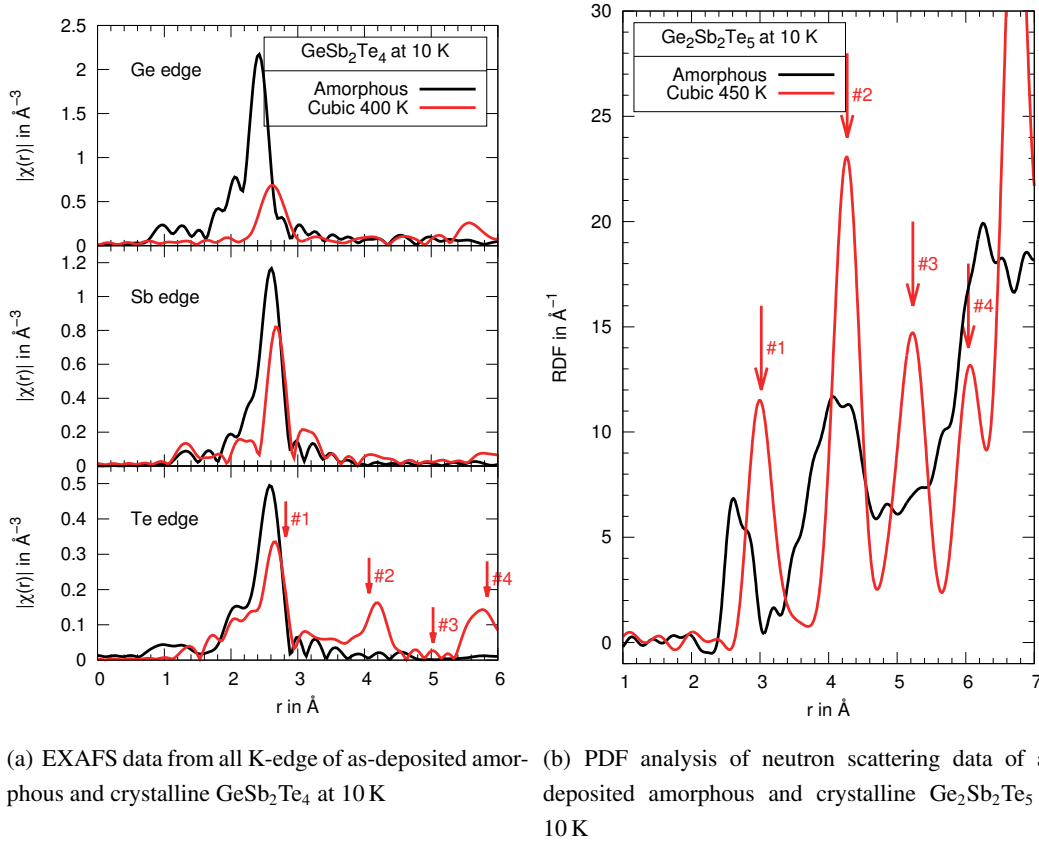 GeSb2Te4 at 10 K
Amorphous
Cubic 400 K
Ge edge
|χ(r)| in Å⁻³
2.5
2
1.5
1
0.5
0
Sb edge
|χ(r)| in Å⁻³
1.2
1
0.8
0.6
0.4
0.2
0
Te edge
|χ(r)| in Å⁻³
0.5
0.4
0.3
0.2
0.1
0
#1
#2
#3
#4
0 1 2 3 4 5 6
r in Å
Ge2Sb2Te5 at 10 K
Amorphous
Cubic 450 K
RDF in Å⁻¹
30
25
20
15
10
5
0
#1
#2
#3
#4
1 2 3 4 5 6 7
r in Å
(a) EXAFS data from all K-edge of as-deposited amor-
phous and crystalline GeSb2Te4 at 10 K
(b) PDF analysis of neutron scattering data of a
deposited amorphous and crystalline Ge2Sb2Te5
10 K